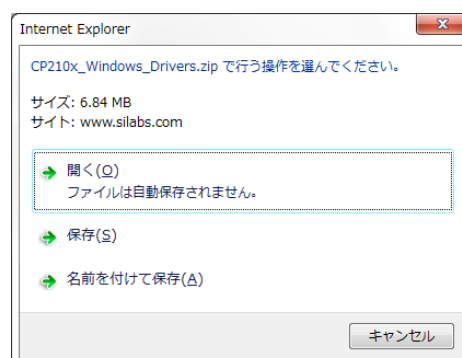 Internet Explorer
CP210x_Windows_Drivers.zip で行う操作を選んでください。
サイズ: 6.84 MB
サイト: www.silabs.com
開く(O)
ファイルは自動保存されません。
保存(S)
名前を付けて保存(A)
キャンセル